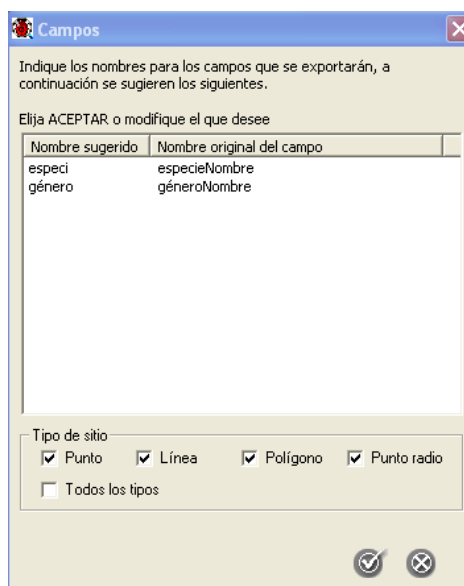 Campos
Indique los nombres para los campos que se exportarán, a
continuación se sugieren los siguientes.
Elija ACEPTAR o modifique el que desee
Nombre sugerido Nombre original del campo
especi especieNombre
género géneroNombre
Tipo de sitio
Punto Línea Polígono Punto radio
Todos los tipos